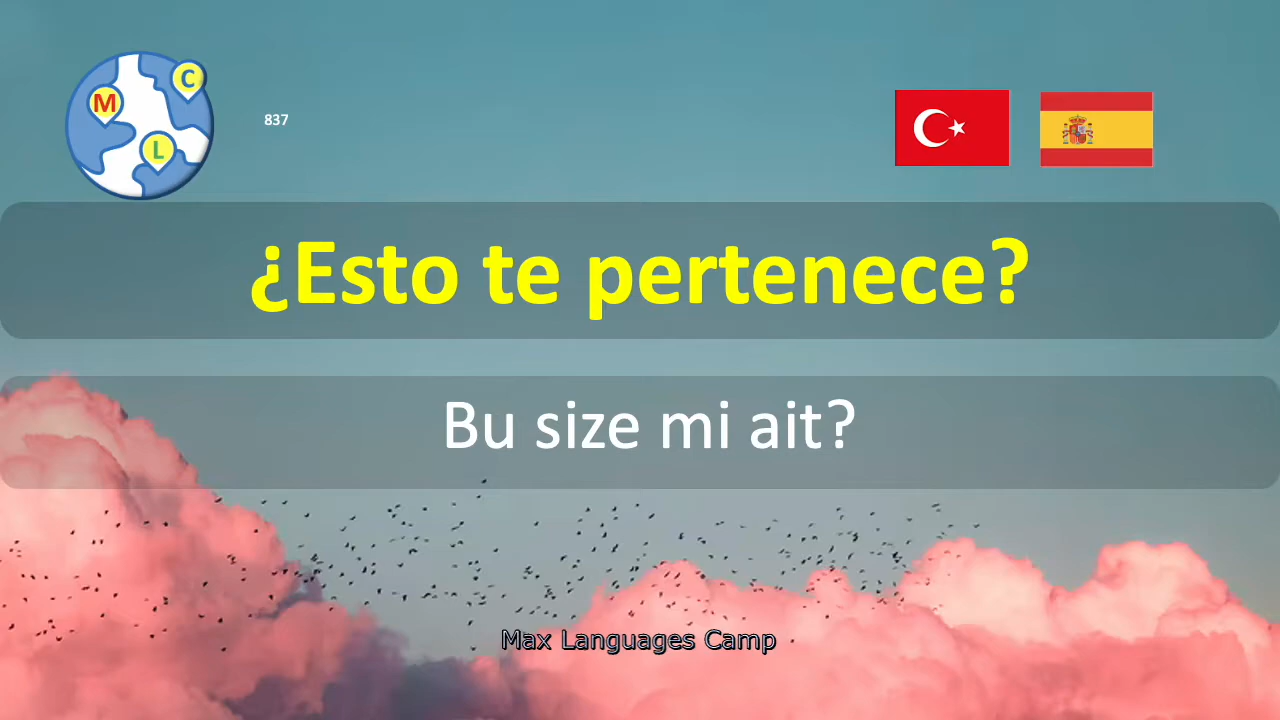 M
C
L
837
¿Esto te pertenece?
Bu size mi ait?
Max Languages Camp